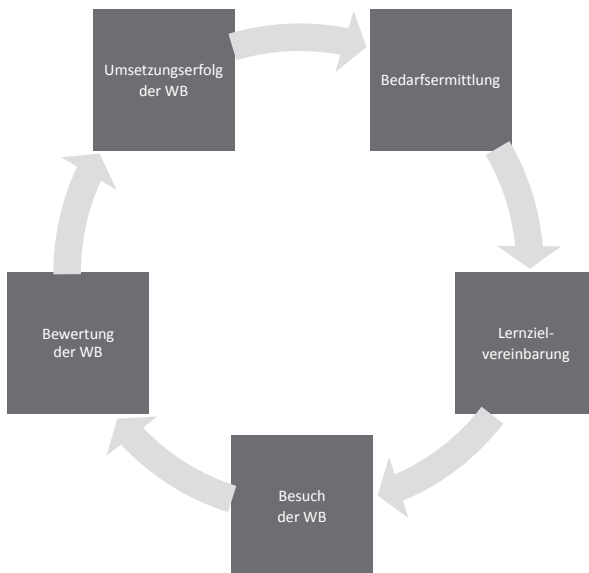 Umsetzungserfolg
der WB
Bedarfsermittlung
Lernziel-
vereinbarung
Besuch
der WB
Bewertung
der WB